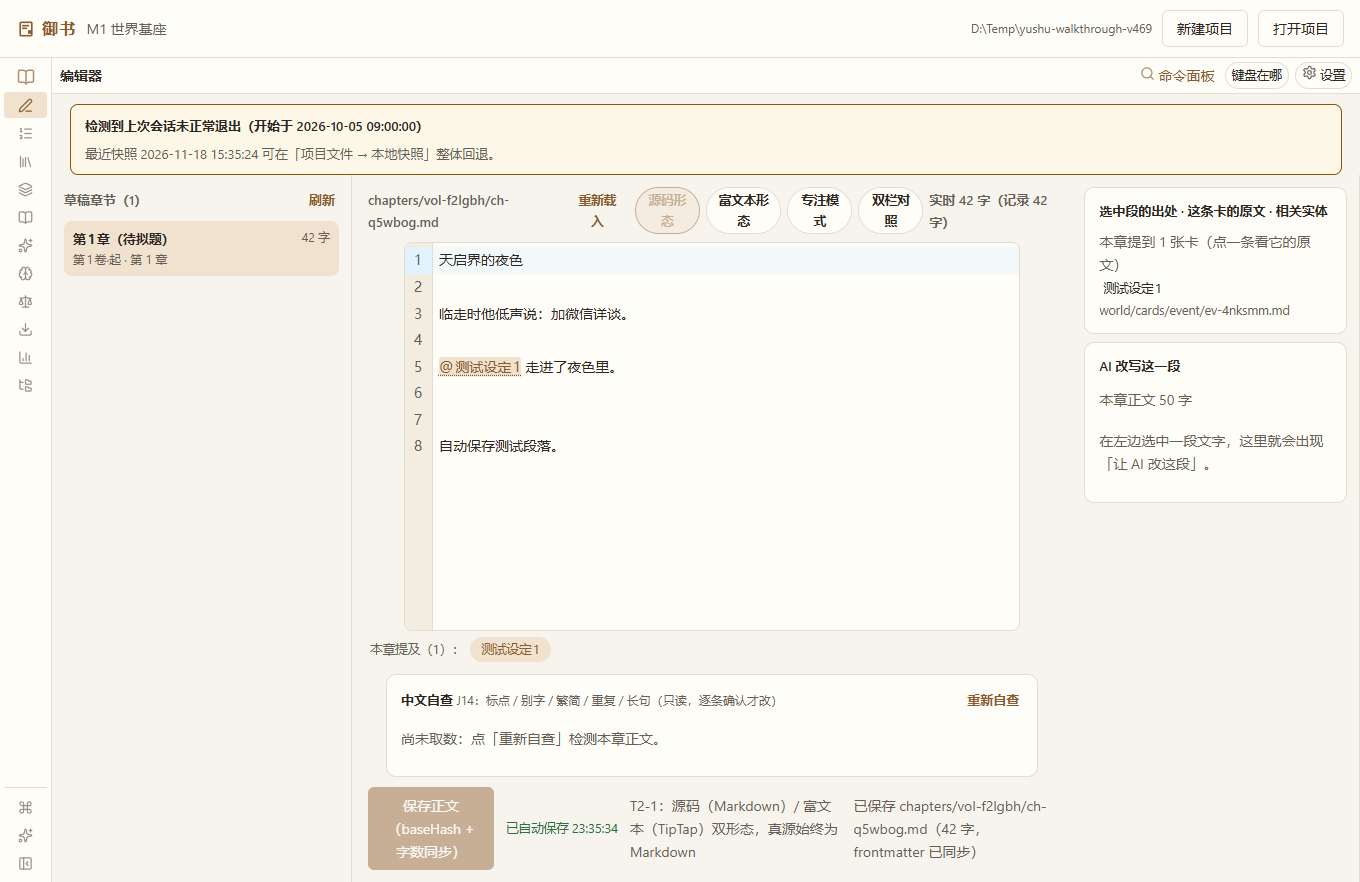 御书 M1 世界基座
D:\Temp\yushu-walkthrough-v469 新建项目 打开项目
编辑器
命令面板 键盘在哪 设置
检测到上次会话未正常退出（开始于 2026-10-05 09:00:00）
最近快照 2026-11-18 15:35:24 可在「项目文件 → 本地快照」整体回退。
草稿章节（1） 刷新
第1章（待拟题） 42 字
第1卷·起 · 第 1 章
chapters/vol-f2lgbh/ch-
q5wbog.md
重新载
入
源码形
态
富文本形
态
专注模
式
双栏对
照
实时 42 字（记录 42
字）
1 天启界的夜色
2
3 临走时他低声说：加微信详谈。
4
5 @测试设定1 走进了夜色里。
6
7
8 自动保存测试段落。
本章提及（1）： 测试设定1
中文自查 J14：标点 / 别字 / 繁简 / 重复 / 长句（只读，逐条确认才改） 重新自查
尚未取数：点「重新自查」检测本章正文。
保存正文
（baseHash +
字数同步）
已自动保存 23:35:34
T2-1：源码（Markdown）/ 富文
本（TipTap）双形态，真源始终为
Markdown
已保存 chapters/vol-f2lgbh/ch-
q5wbog.md（42 字，
frontmatter 已同步）
选中段的出处 · 这条卡的原文 · 相关实体
本章提到 1 张卡（点一条看它的原
文）
测试设定1
world/cards/event/ev-4nksmm.md
AI 改写这一段
本章正文 50 字
在左边选中一段文字，这里就会出现
「让 AI 改这段」。